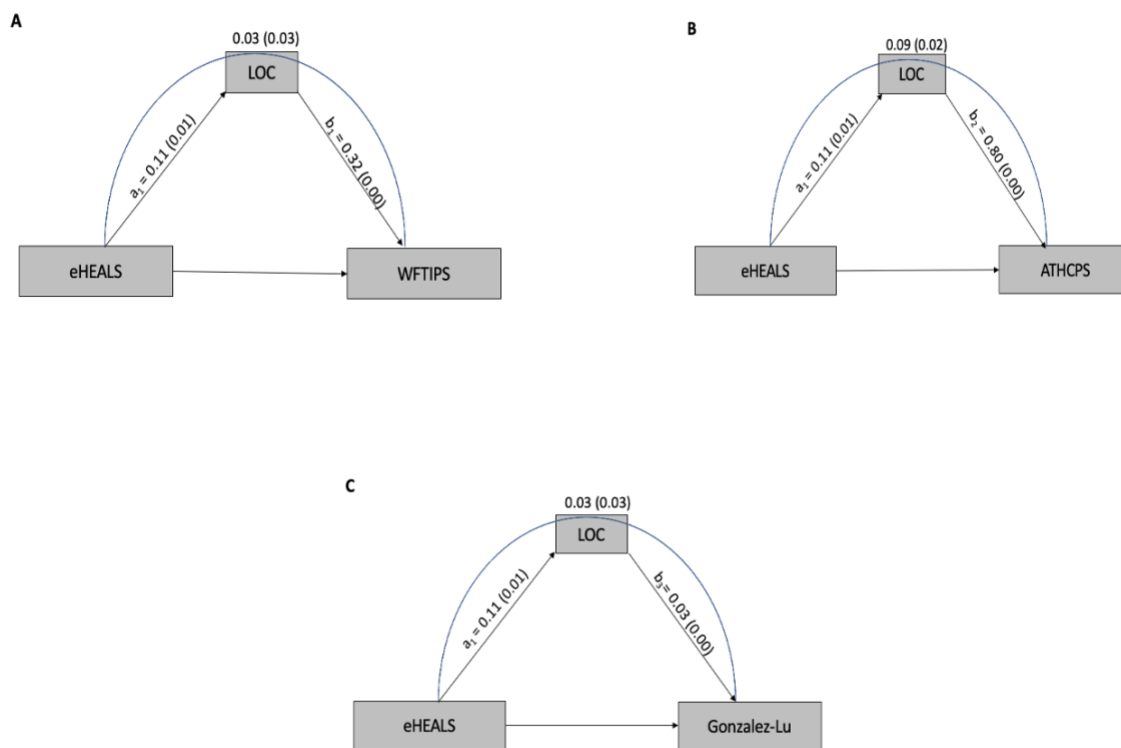 A
0.03 (0.03)
LOC
a1 = 0.11 (0.01)
b1 = 0.32 (0.00)
eHEALS
WFTIPS
B
0.09 (0.02)
LOC
a1 = 0.11 (0.01)
b2 = 0.80 (0.00)
eHEALS
ATHCPS
C
0.03 (0.03)
LOC
a1 = 0.11 (0.01)
b3= 0.03 (0.00)
eHEALS
Gonzalez-Lu